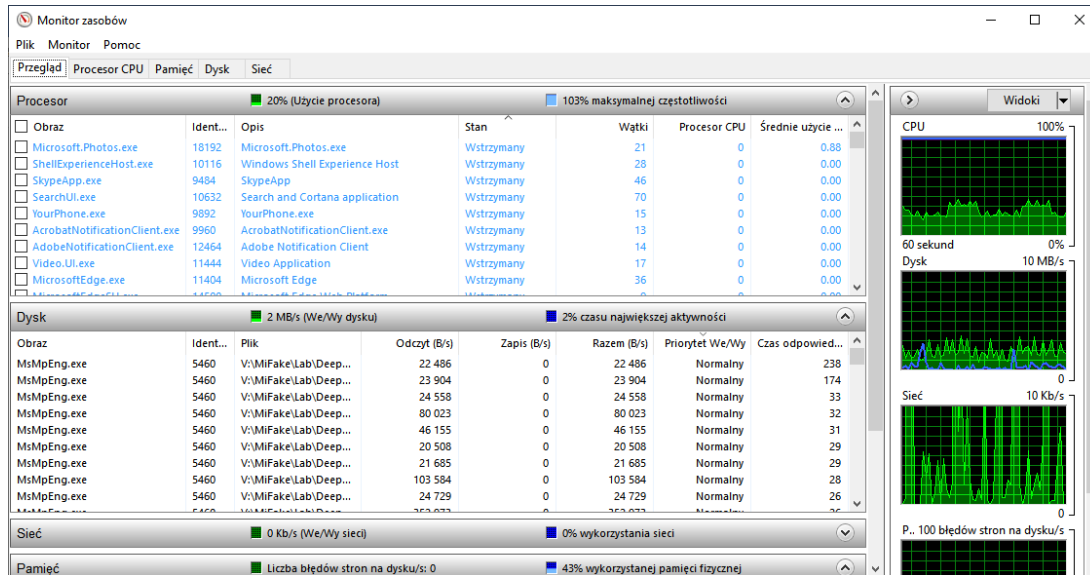 Monitor zasobów
Plik Monitor Pomoc
Przegląd Procesor CPU Pamięć Dysk Sieć
Procesor 20% (Użycie procesora) 103% maksymalnej częstotliwości
Obraz Ident... Opis Stan Wątki Procesor CPU Średnie użycie ...
Microsoft.Photos.exe 18192 Microsoft.Photos.exe Wstrzymany 21 0 0.88
ShellExperienceHost.exe 10116 Windows Shell Experience Host Wstrzymany 28 0 0.00
SkypeApp.exe 9484 SkypeApp Wstrzymany 46 0 0.00
SearchUI.exe 10632 Search and Cortana application Wstrzymany 70 0 0.00
YourPhone.exe 9892 YourPhone.exe Wstrzymany 15 0 0.00
AcrobatNotificationClient.exe 9960 AcrobatNotificationClient.exe Wstrzymany 13 0 0.00
AdobeNotificationClient.exe 12464 Adobe Notification Client Wstrzymany 14 0 0.00
Video.UI.exe 11444 Video Application Wstrzymany 17 0 0.00
MicrosoftEdge.exe 11404 Microsoft Edge Wstrzymany 36 0 0.00
Dysk 2 MB/s (We/Wy dysku) 2% czasu największej aktywności
Obraz Ident... Plik Odczyt (B/s) Zapis (B/s) Razem (B/s) Priorytet We/Wy Czas odpowied...
MsMpEng.exe 5460 V:\MiFake\Lab\Deep... 22 486 0 22 486 Normalny 238
MsMpEng.exe 5460 V:\MiFake\Lab\Deep... 23 904 0 23 904 Normalny 174
MsMpEng.exe 5460 V:\MiFake\Lab\Deep... 24 558 0 24 558 Normalny 33
MsMpEng.exe 5460 V:\MiFake\Lab\Deep... 80 023 0 80 023 Normalny 32
MsMpEng.exe 5460 V:\MiFake\Lab\Deep... 46 155 0 46 155 Normalny 31
MsMpEng.exe 5460 V:\MiFake\Lab\Deep... 20 508 0 20 508 Normalny 29
MsMpEng.exe 5460 V:\MiFake\Lab\Deep... 21 685 0 21 685 Normalny 29
MsMpEng.exe 5460 V:\MiFake\Lab\Deep... 103 584 0 103 584 Normalny 28
MsMpEng.exe 5460 V:\MiFake\Lab\Deep... 24 729 0 24 729 Normalny 26
Sieć 0 Kb/s (We/Wy sieci) 0% wykorzystania sieci
Pamięć Liczba błędów stron na dysku/s: 0 43% wykorzystanej pamięci fizycznej
Widoki
CPU 100%
60 sekund 0%
Dysk 10 MB/s
0
Sieć 10 Kb/s
0
P.. 100 błędów stron na dysku/s